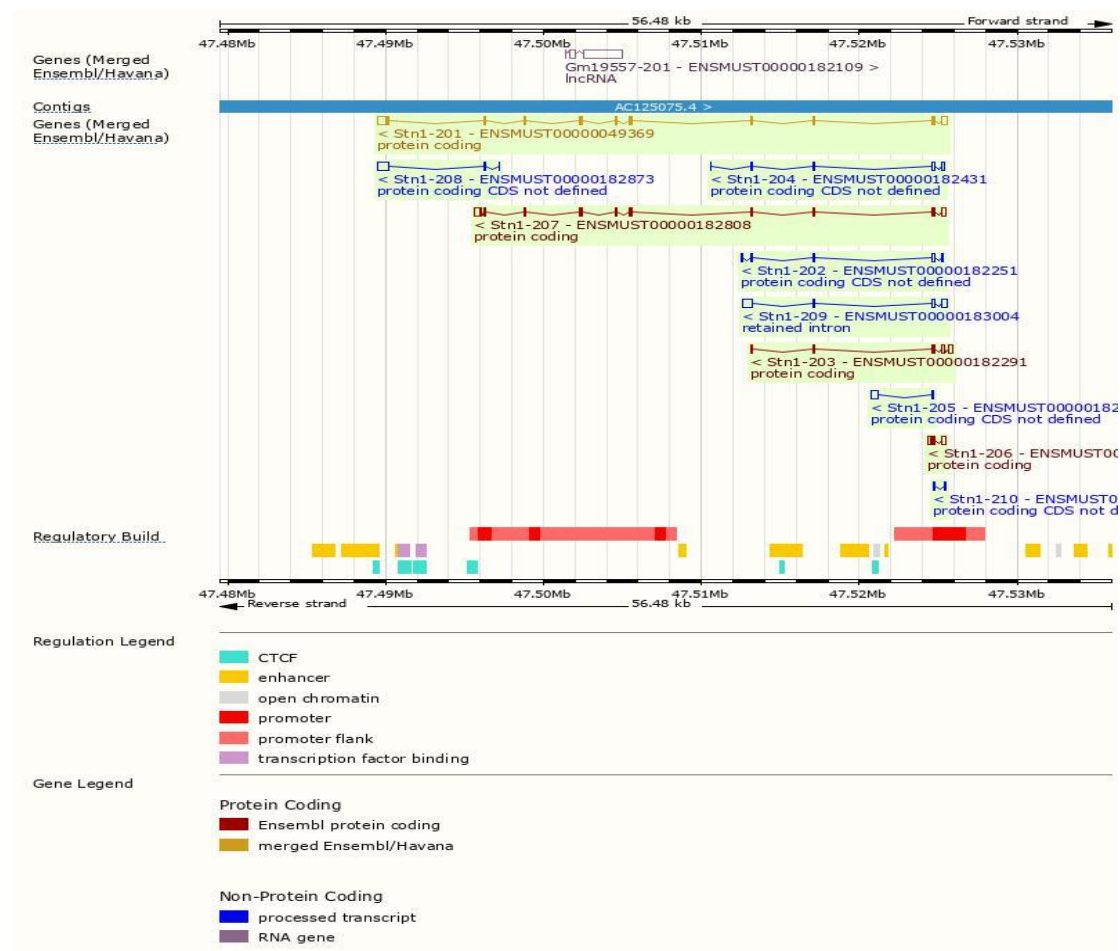 56.48 kb Forward strand
47.48Mb 47.49Mb 47.50Mb 47.51Mb 47.52Mb 47.53Mb
Genes (Merged
Ensembl/Havana)
Gm19557-201 - ENSMUST00000182109 >
lncRNA
Contigs AC125075.4 >
Genes (Merged
Ensembl/Havana)
< Stn1-201 - ENSMUST00000049369
protein coding
< Stn1-208 - ENSMUST00000182873 < Stn1-204 - ENSMUST00000182431
protein coding CDS not defined protein coding CDS not defined
< Stn1-207 - ENSMUST00000182808
protein coding
< Stn1-202 - ENSMUST00000182251
protein coding CDS not defined
< Stn1-209 - ENSMUST00000183004
retained intron
< Stn1-203 - ENSMUST00000182291
protein coding
< Stn1-205 - ENSMUST00000182
protein coding CDS not defined
< Stn1-206 - ENSMUST00
protein coding
< Stn1-210 - ENSMUST0
protein coding CDS not d
Regulatory Build
47.48Mb 47.49Mb 47.50Mb 47.51Mb 47.52Mb 47.53Mb
Reverse strand 56.48 kb
Regulation Legend
CTCF
enhancer
open chromatin
promoter
promoter flank
transcription factor binding
Gene Legend
Protein Coding
Ensembl protein coding
merged Ensembl/Havana
Non-Protein Coding
processed transcript
RNA gene